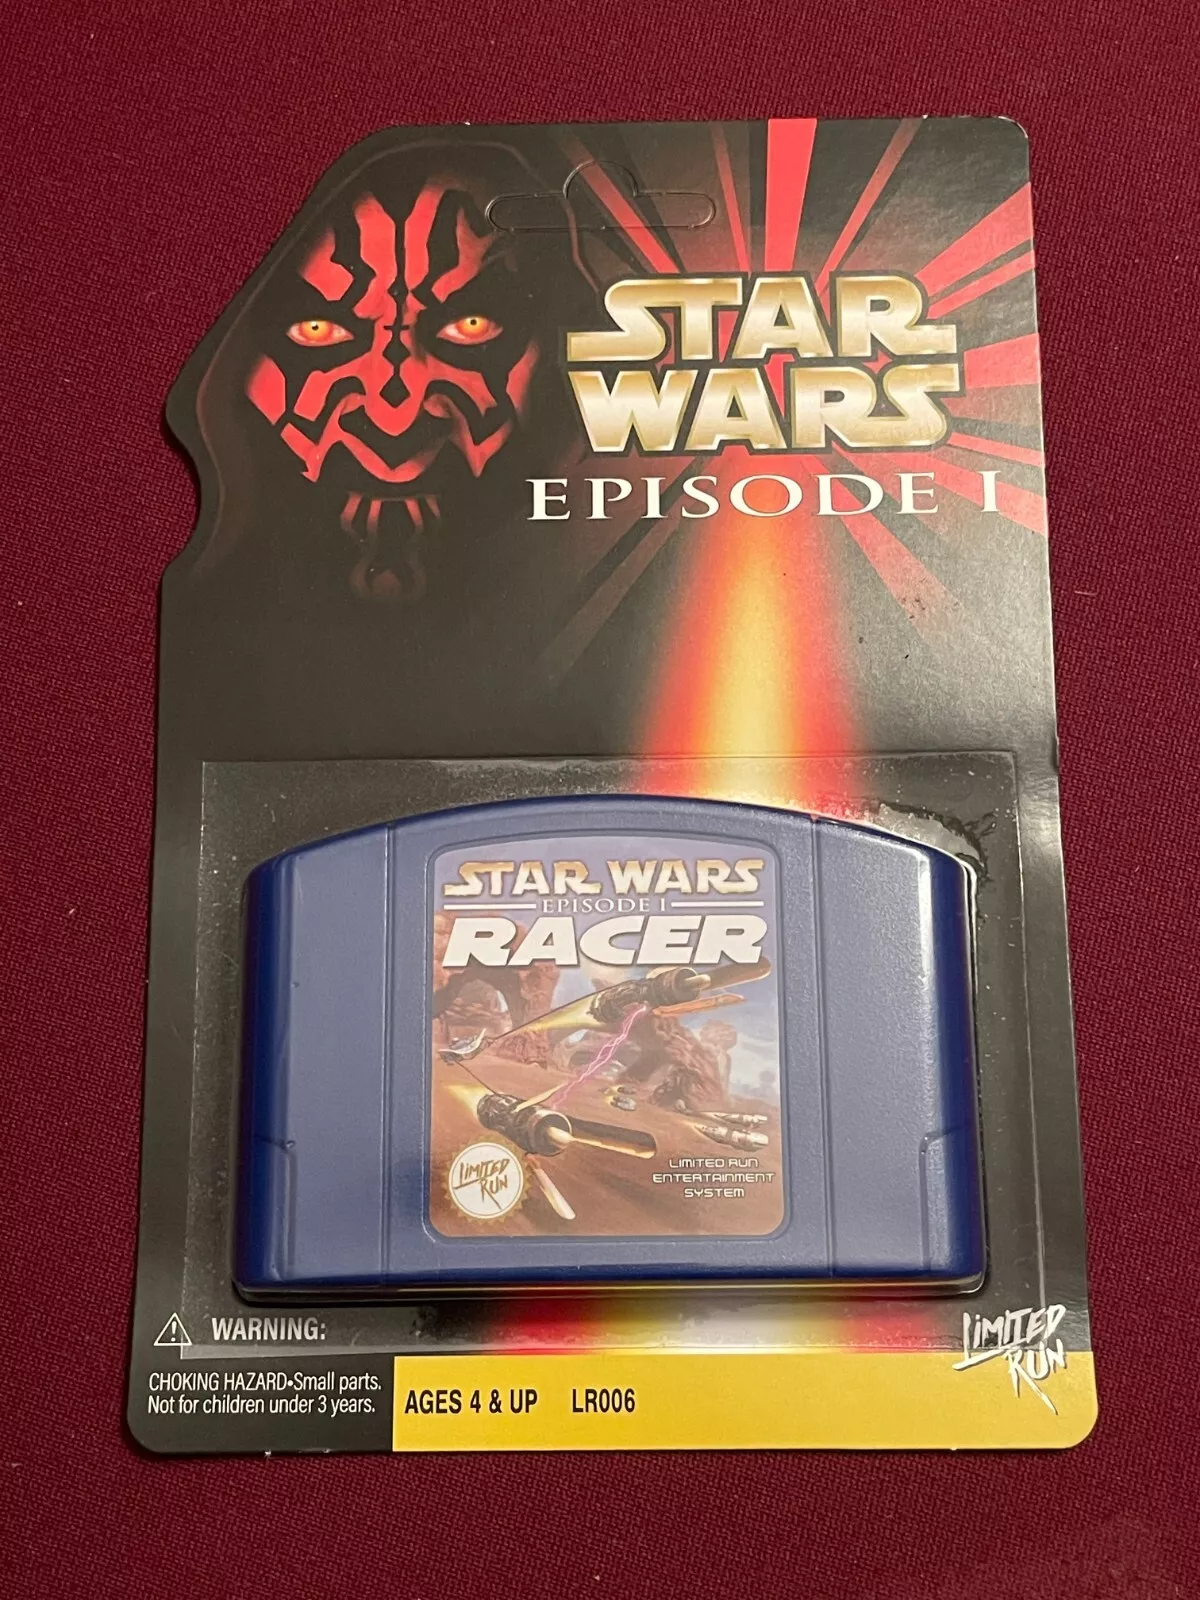 STAR
WARS
EPISODE I
STAR WARS
EPISODE I
RACER
LIMITED
RUN
LIMITED RUN
ENTERTAINMENT
SYSTEM
WARNING:
CHOKING HAZARD•Small parts.
Not for children under 3 years.
AGES 4 & UP LR006
LIMITED
RUN